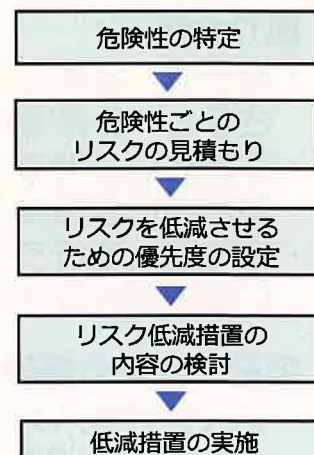 危険性の特定
危険性ごとの
リスクの見積もり
リスクを低減させる
ための優先度の設定
リスク低減措置の
内容の検討
低減措置の実施